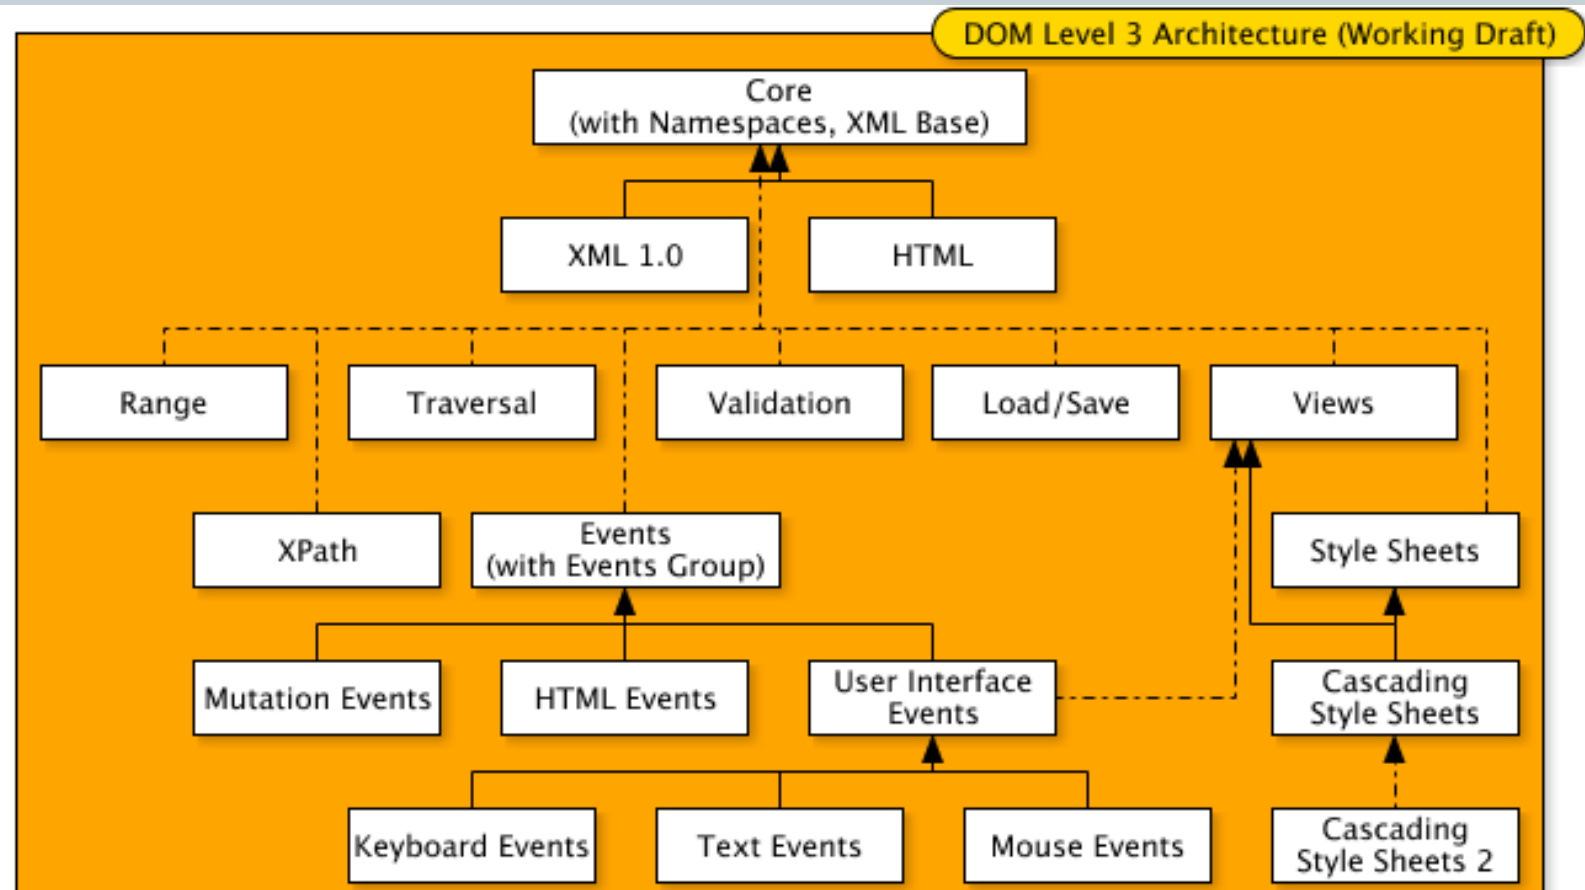 DOM Level 3 Architecture (Working Draft)
Core
(with Namespaces, XML Base)
XML 1.0
HTML
Range
Traversal
Validation
Load/Save
Views
XPath
Events
(with Events Group)
Style Sheets
Mutation Events
HTML Events
User Interface
Events
Cascading
Style Sheets
Keyboard Events
Text Events
Mouse Events
Cascading
Style Sheets 2